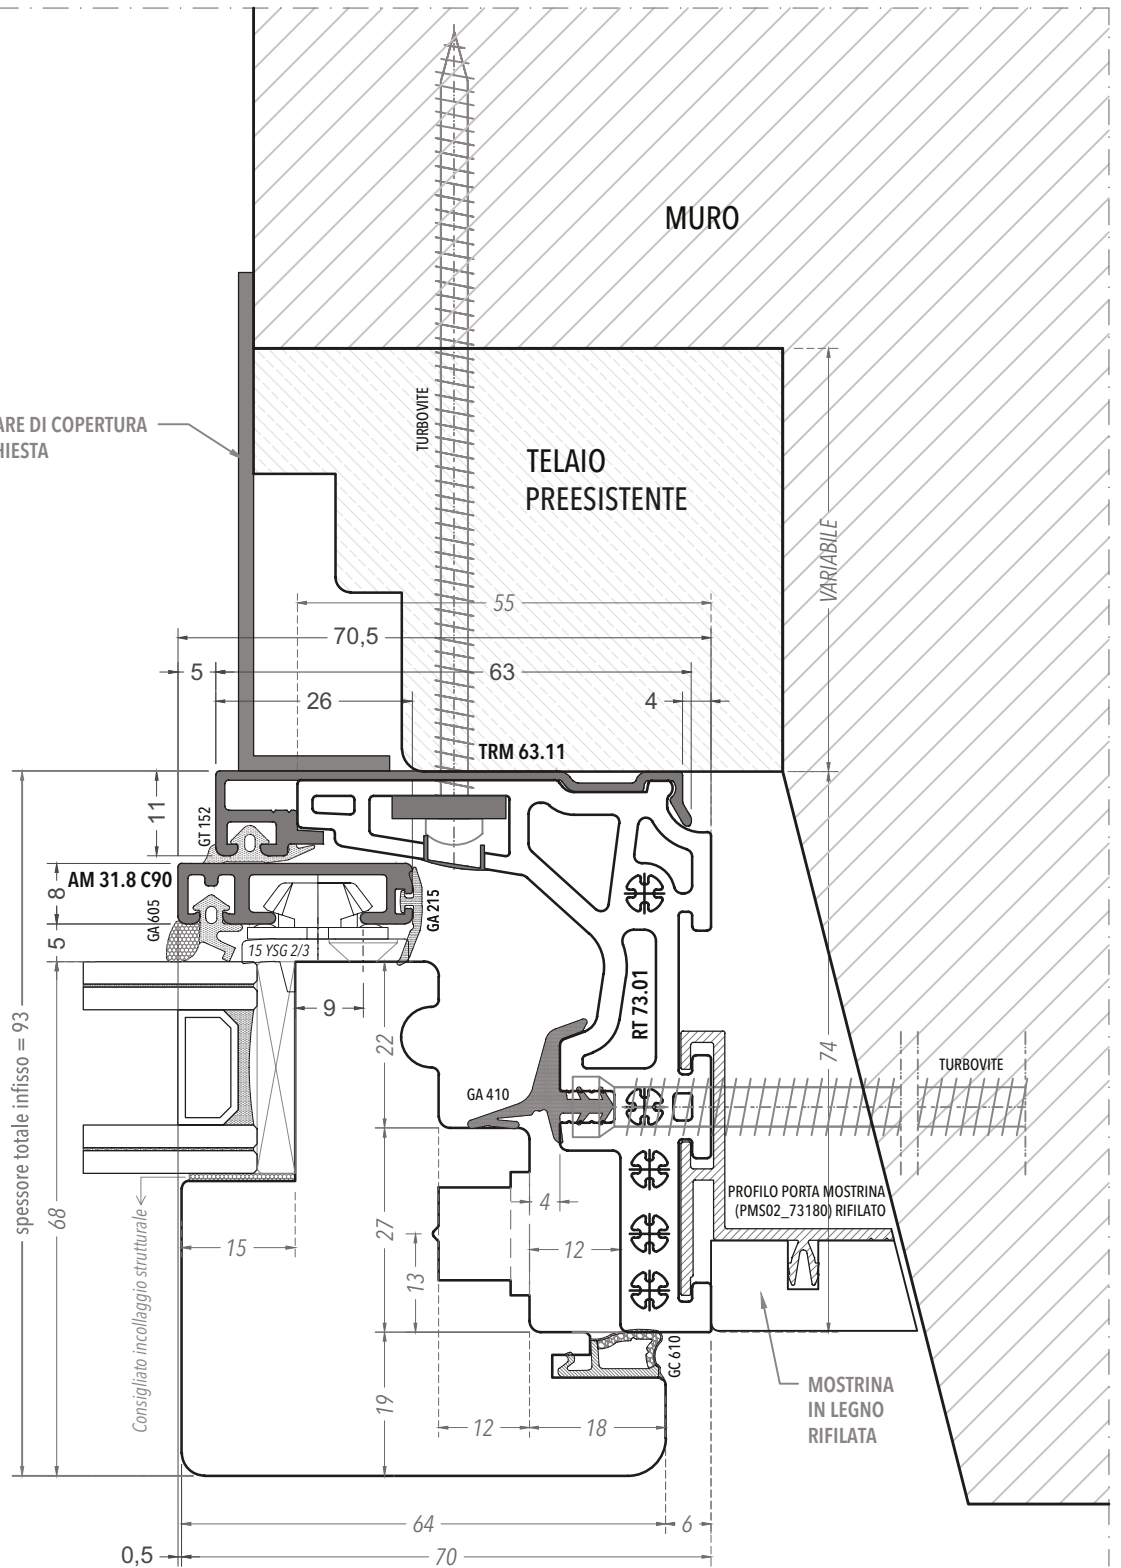 MURO
TURBOVITE
ARE DI COPERTURA
HIESTA
TELAIO
PREESISTENTE
VARIABILE
55
70,5
5
63
26
4
TRM 63.11
11
GT 152
AM 31.8 C90
8
GA 605
GA 215
5
15 YSG 2/3
9
22
RT 73.01
74
TURBOVITE
GA 410
spessore totale infisso = 93
68
PROFILO PORTA MOSTRINA
(PMS02_73180) RIFILATO
4
27
15
12
13
Consigliato incollaggio strutturale
GC 610
MOSTRINA
IN LEGNO
RIFILATA
19
12
18
64
6
0,5
70